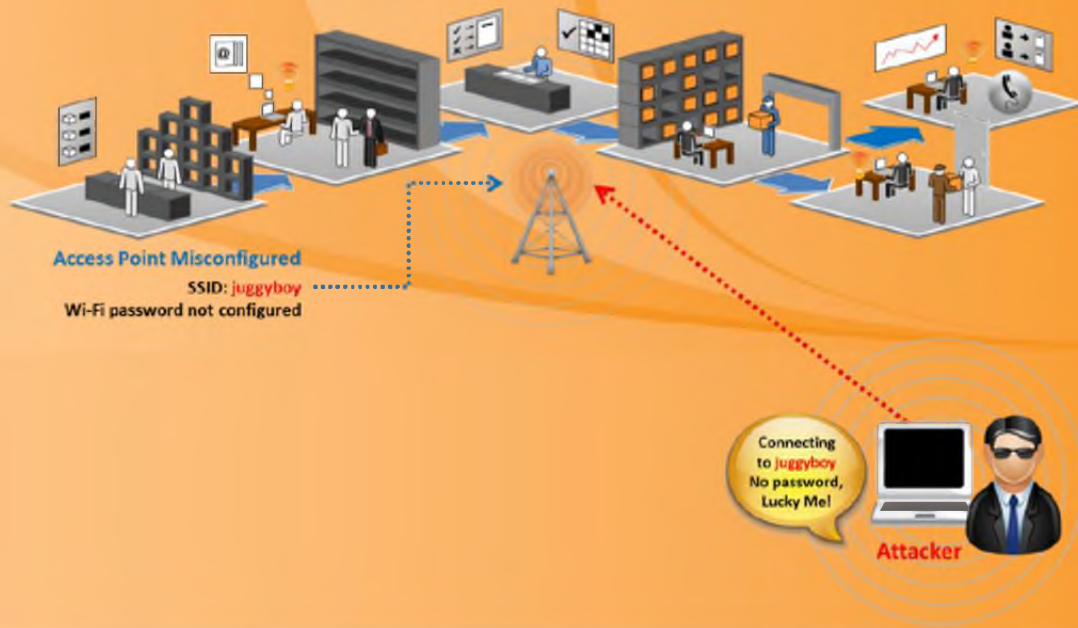 @
Access Point Misconfigured
SSID: juggyboy
Wi-Fi password not configured
Connecting
to juggyboy
No password,
Lucky Me!
Attacker